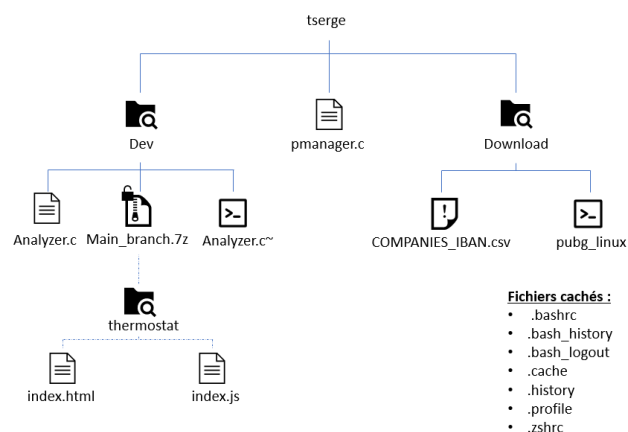 tserge
Dev
pmanager.c
Download
Analyzer.c
Main_branch.7z
Analyzer.c~
COMPANIES_IBAN.csv
pubg_linux
thermostat
index.html
index.js
Fichiers cachés :
• .bashrc
• .bash_history
• .bash_logout
• .cache
• .history
• .profile
• .zshrc